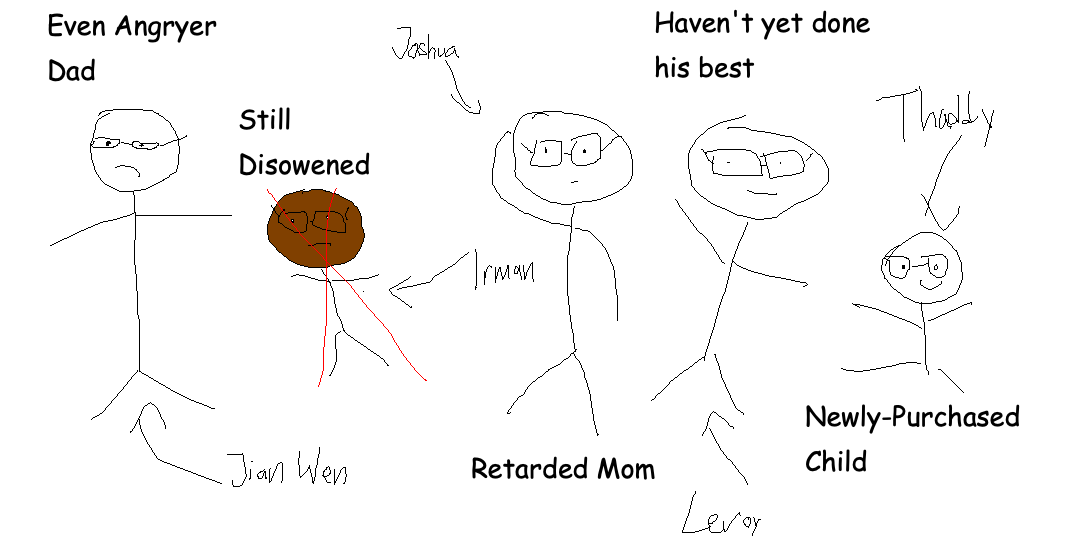 Even Angryer
Dad
Still
Disowened
Joshua
Haven't yet done
his best
Thaddy
Irman
Jian Wen
Retarded Mom
Leroy
Newly-Purchased
Child